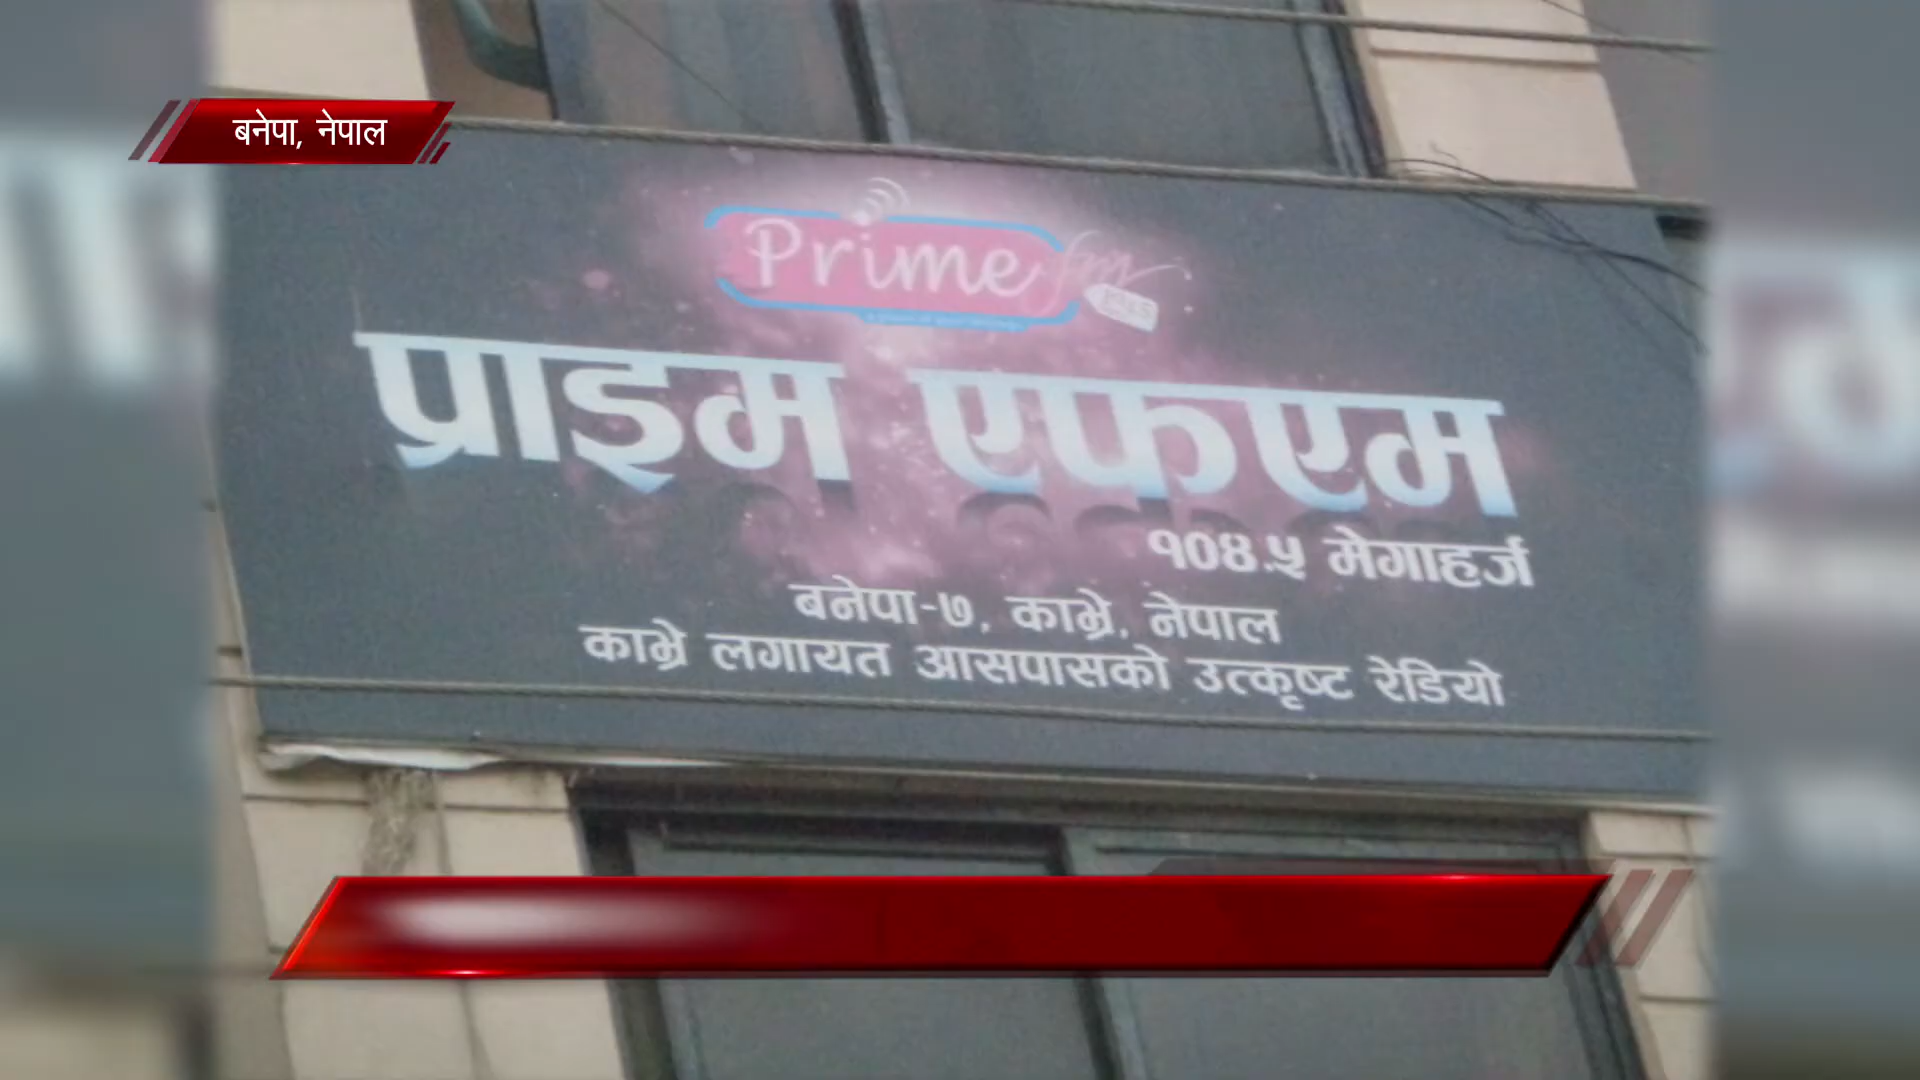 बनेपा, नेपाल
Prime fm
प्राइम एफएम
१०४.५ मेगाहर्ज
बनेपा-७, काभ्रे, नेपाल
काभ्रे लगायत आसपासको उत्कृष्ट रेडियो